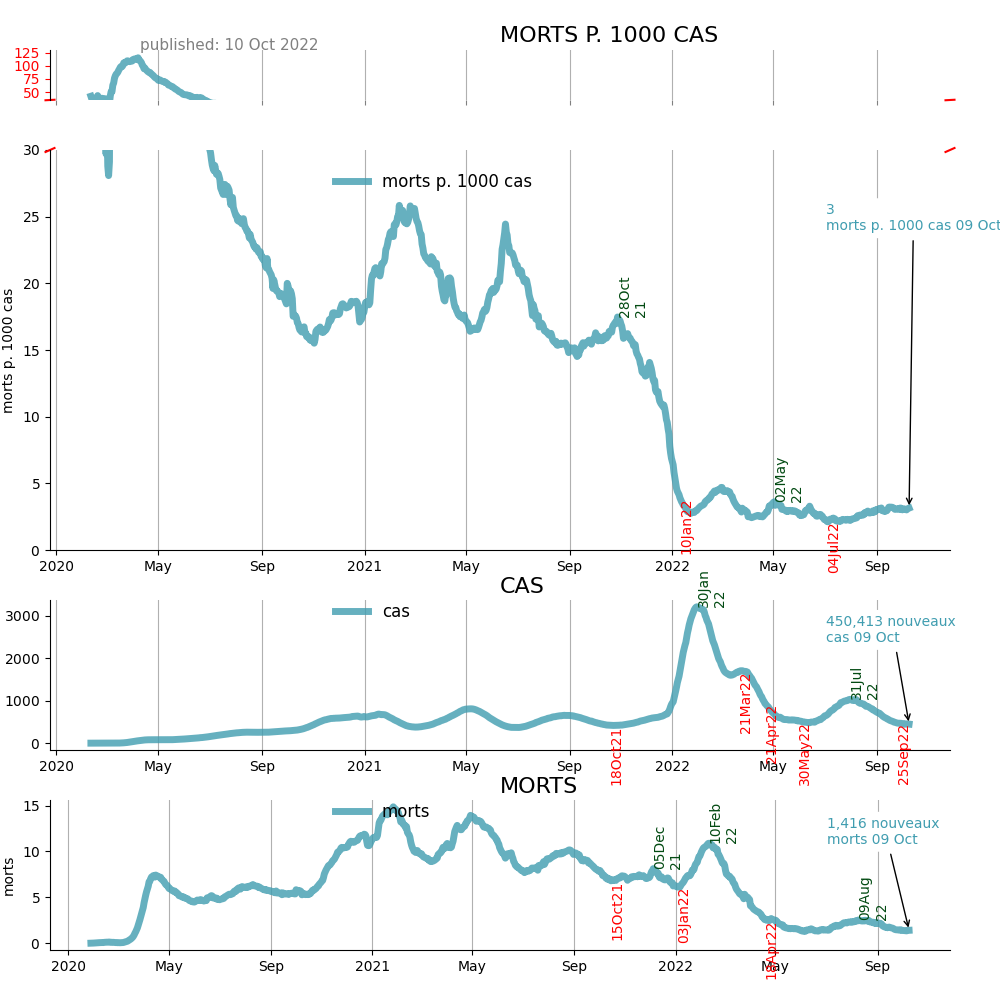 MORTS P. 1000 CAS
published: 10 Oct 2022
125
100
75
50
30
25
20
15
10
5
0
morts p. 1000 cas
morts p. 1000 cas
3
morts p. 1000 cas 09 Oct
28Oct
21
10Jan22
02May
22
04Jul22
2020 May Sep 2021 May Sep 2022 May Sep
CAS
3000
2000
1000
0
cas
18Oct21
30Jan
22
21Mar22
21Apr22
30May22
31Jul
22
25Sep22
450,413 nouveaux
cas 09 Oct
2020 May Sep 2021 May Sep 2022 May Sep
MORTS
15
10
5
0
morts
morts
15Oct21
05Dec
21
03Jan22
10Feb
22
09Aug
22
1,416 nouveaux
morts 09 Oct
2020 May Sep 2021 May Sep 2022 May Sep